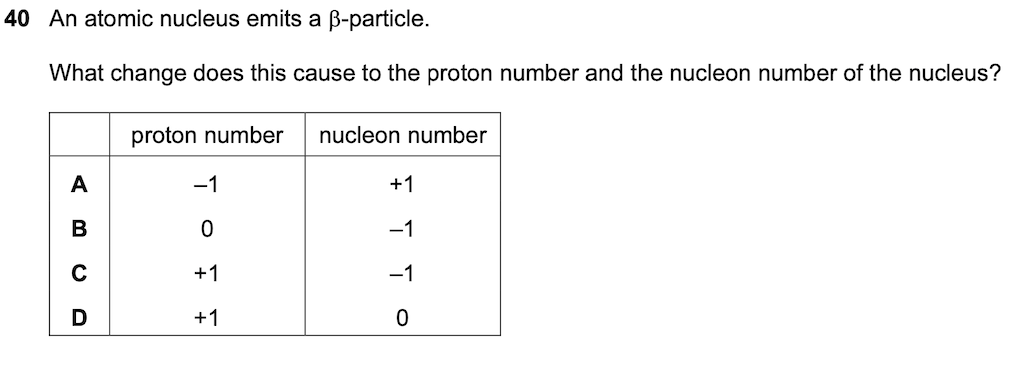 40 An atomic nucleus emits a β-particle.
What change does this cause to the proton number and the nucleon number of the nucleus?
proton number nucleon number
A –1 +1
B 0 –1
C +1 –1
D +1 0